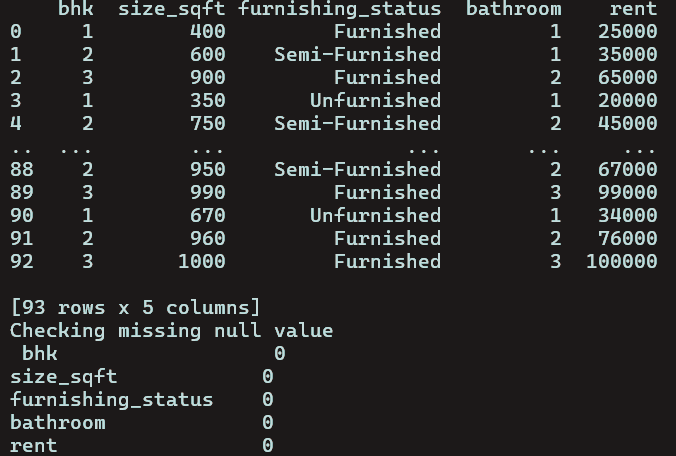 bhk size_sqft furnishing_status bathroom rent
0 1 400 Furnished 1 25000
1 2 600 Semi-Furnished 1 35000
2 3 900 Furnished 2 65000
3 1 350 Unfurnished 1 20000
4 2 750 Semi-Furnished 2 45000
.. ... ... ... ... ...
88 2 950 Semi-Furnished 2 67000
89 3 990 Furnished 3 99000
90 1 670 Unfurnished 1 34000
91 2 960 Furnished 2 76000
92 3 1000 Furnished 3 100000
[93 rows x 5 columns]
Checking missing null value
bhk 0
size_sqft 0
furnishing_status 0
bathroom 0
rent 0